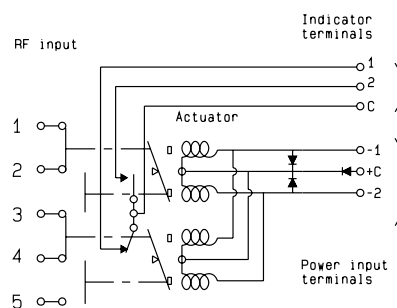 Indicator
terminals
RF input
1
2
C
Actuator
1
2
3
4
5
-1
+C
-2
Power input
terminals